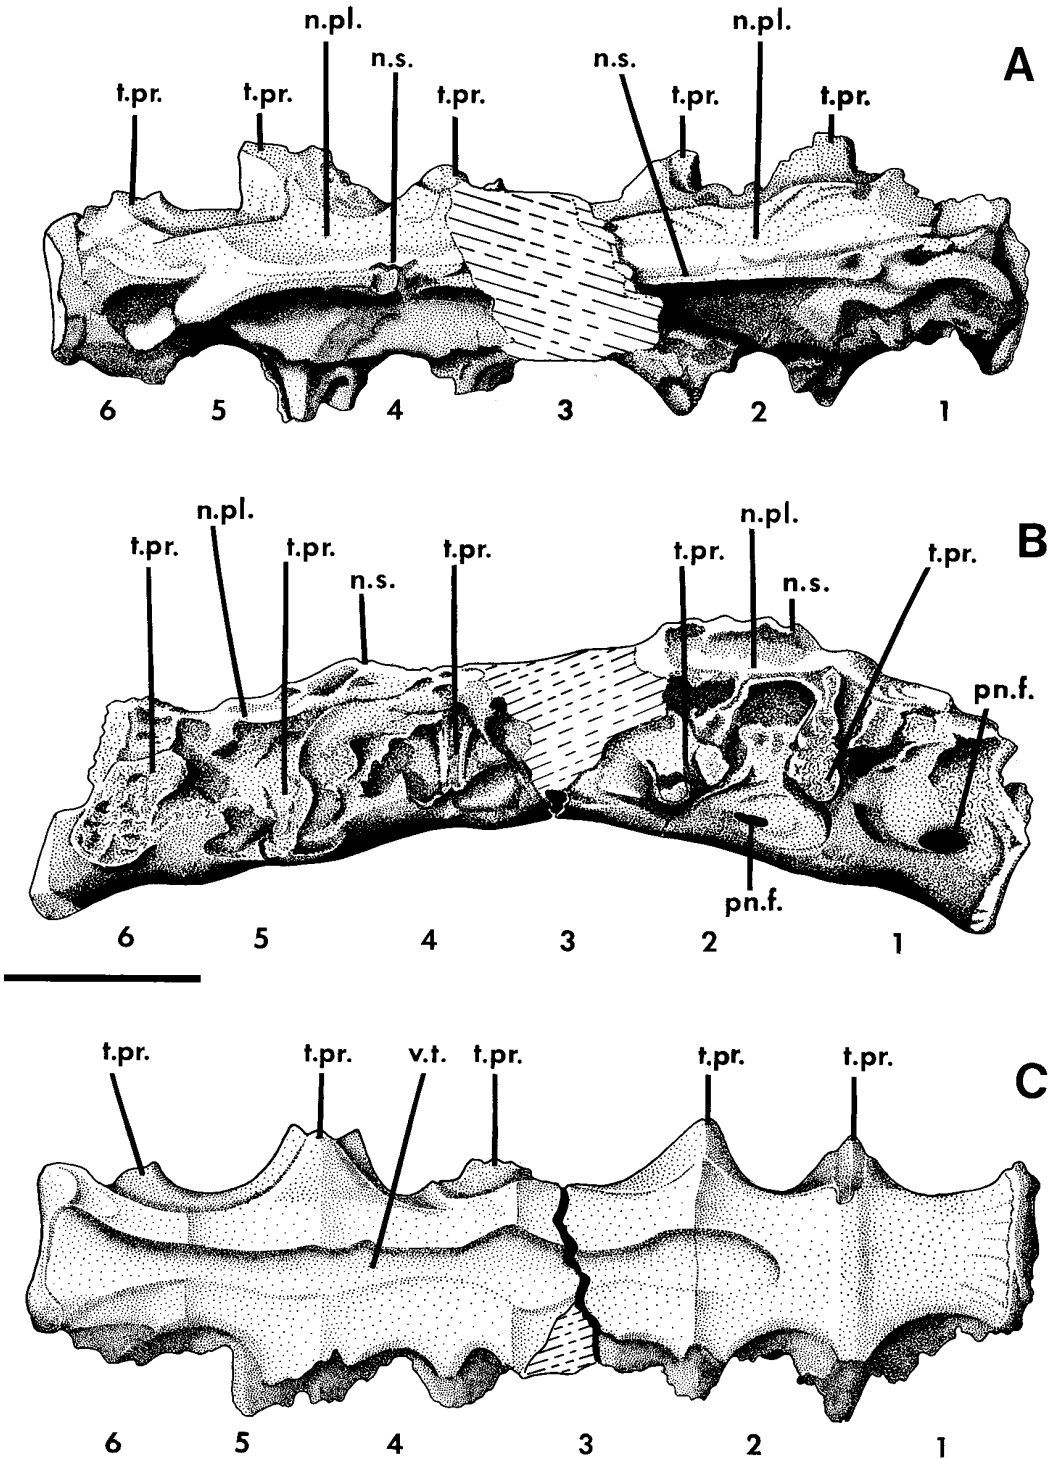 n.pl. n.pl.
n.s. n.s. A
t.pr. t.pr. t.pr. t.pr. t.pr.
6 5 4 3 2 1
n.pl. n.pl.
t.pr. t.pr. t.pr. t.pr. t.pr. B
n.s. n.s.
pn.f.
pn.f.
6 5 4 3 2 1
t.pr. t.pr. v.t. t.pr. t.pr. t.pr. C
6 5 4 3 2 1